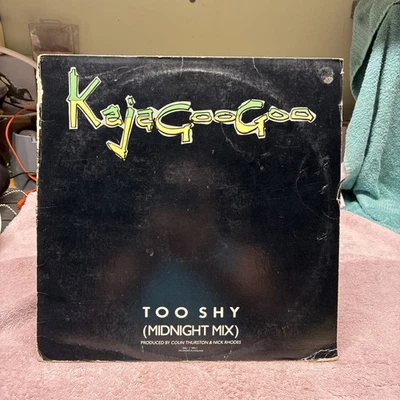 KajaGooGoo
TOO SHY
(MIDNIGHT MIX)
PRODUCED BY COLIN THURSTON & NICK RHODES